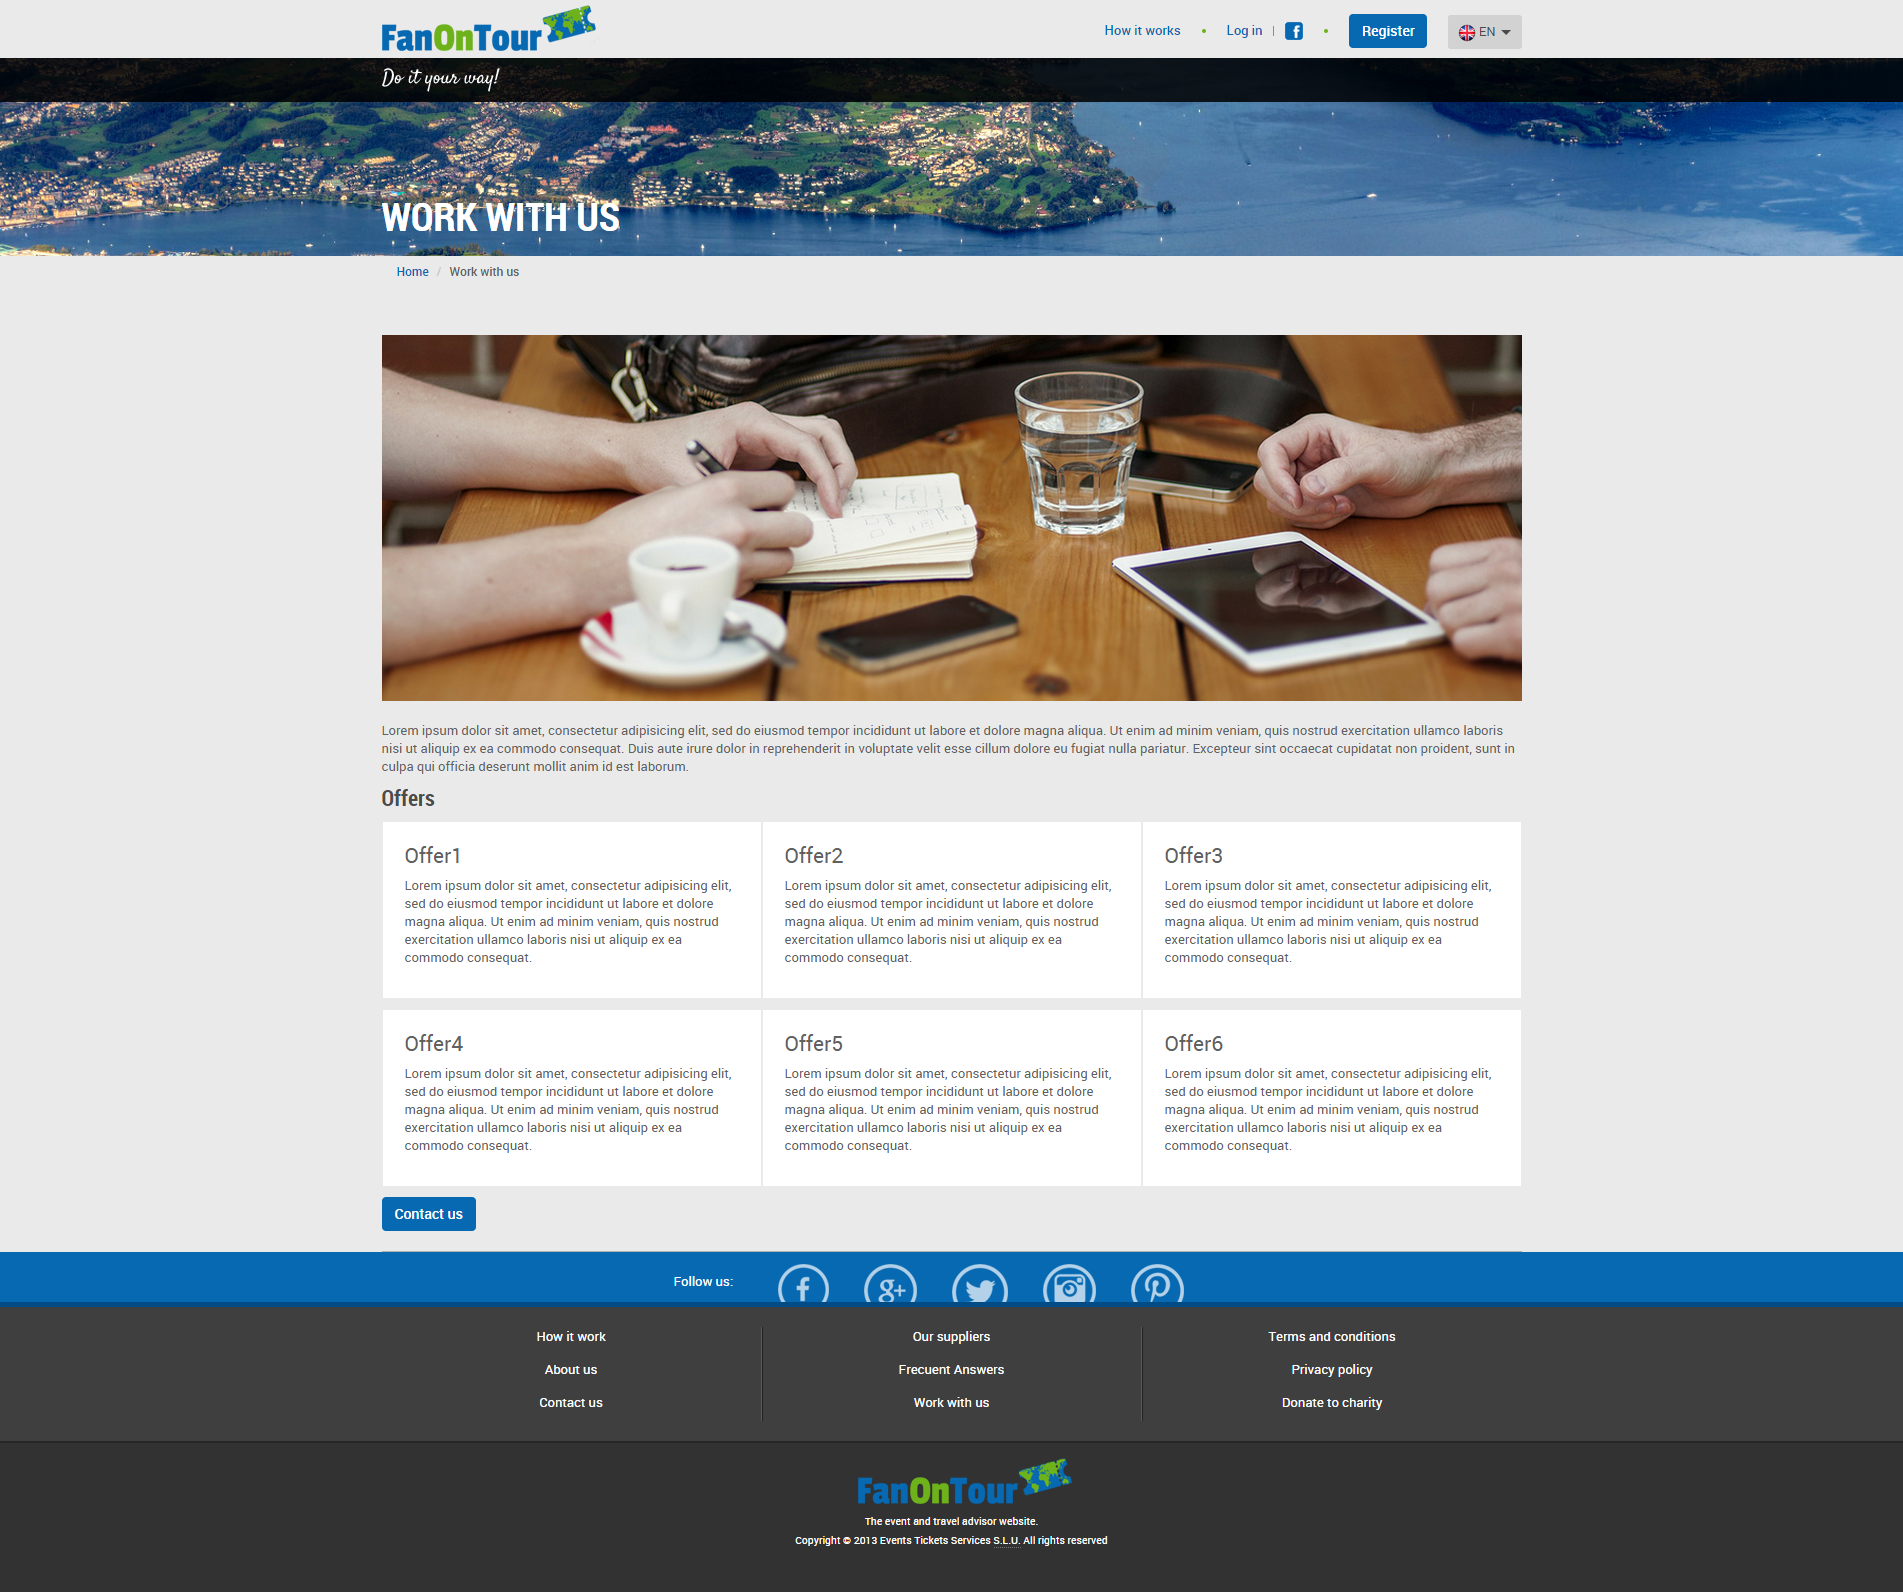 FanOnTour
How it works
Log in
Register
EN
Do it your way!
WORK WITH US
Home / Work with us
Lorem ipsum dolor sit amet, consectetur adipisicing elit, sed do eiusmod tempor incididunt ut labore et dolore magna aliqua. Ut enim ad minim veniam, quis nostrud exercitation ullamco laboris
nisi ut aliquip ex ea commodo consequat. Duis aute irure dolor in reprehenderit in voluptate velit esse cillum dolore eu fugiat nulla pariatur. Excepteur sint occaecat cupidatat non proident, sunt in
culpa qui officia deserunt mollit anim id est laborum.
Offers
Offer1
Lorem ipsum dolor sit amet, consectetur adipisicing elit,
sed do eiusmod tempor incididunt ut labore et dolore
magna aliqua. Ut enim ad minim veniam, quis nostrud
exercitation ullamco laboris nisi ut aliquip ex ea
commodo consequat.
Offer2
Lorem ipsum dolor sit amet, consectetur adipisicing elit,
sed do eiusmod tempor incididunt ut labore et dolore
magna aliqua. Ut enim ad minim veniam, quis nostrud
exercitation ullamco laboris nisi ut aliquip ex ea
commodo consequat.
Offer3
Lorem ipsum dolor sit amet, consectetur adipisicing elit,
sed do eiusmod tempor incididunt ut labore et dolore
magna aliqua. Ut enim ad minim veniam, quis nostrud
exercitation ullamco laboris nisi ut aliquip ex ea
commodo consequat.
Offer4
Lorem ipsum dolor sit amet, consectetur adipisicing elit,
sed do eiusmod tempor incididunt ut labore et dolore
magna aliqua. Ut enim ad minim veniam, quis nostrud
exercitation ullamco laboris nisi ut aliquip ex ea
commodo consequat.
Offer5
Lorem ipsum dolor sit amet, consectetur adipisicing elit,
sed do eiusmod tempor incididunt ut labore et dolore
magna aliqua. Ut enim ad minim veniam, quis nostrud
exercitation ullamco laboris nisi ut aliquip ex ea
commodo consequat.
Offer6
Lorem ipsum dolor sit amet, consectetur adipisicing elit,
sed do eiusmod tempor incididunt ut labore et dolore
magna aliqua. Ut enim ad minim veniam, quis nostrud
exercitation ullamco laboris nisi ut aliquip ex ea
commodo consequat.
Contact us
Follow us:
How it work
About us
Contact us
Our suppliers
Frecuent Answers
Work with us
Terms and conditions
Privacy policy
Donate to charity
FanOnTour
The event and travel advisor website.
Copyright © 2013 Events Tickets Services S.L.U. All rights reserved